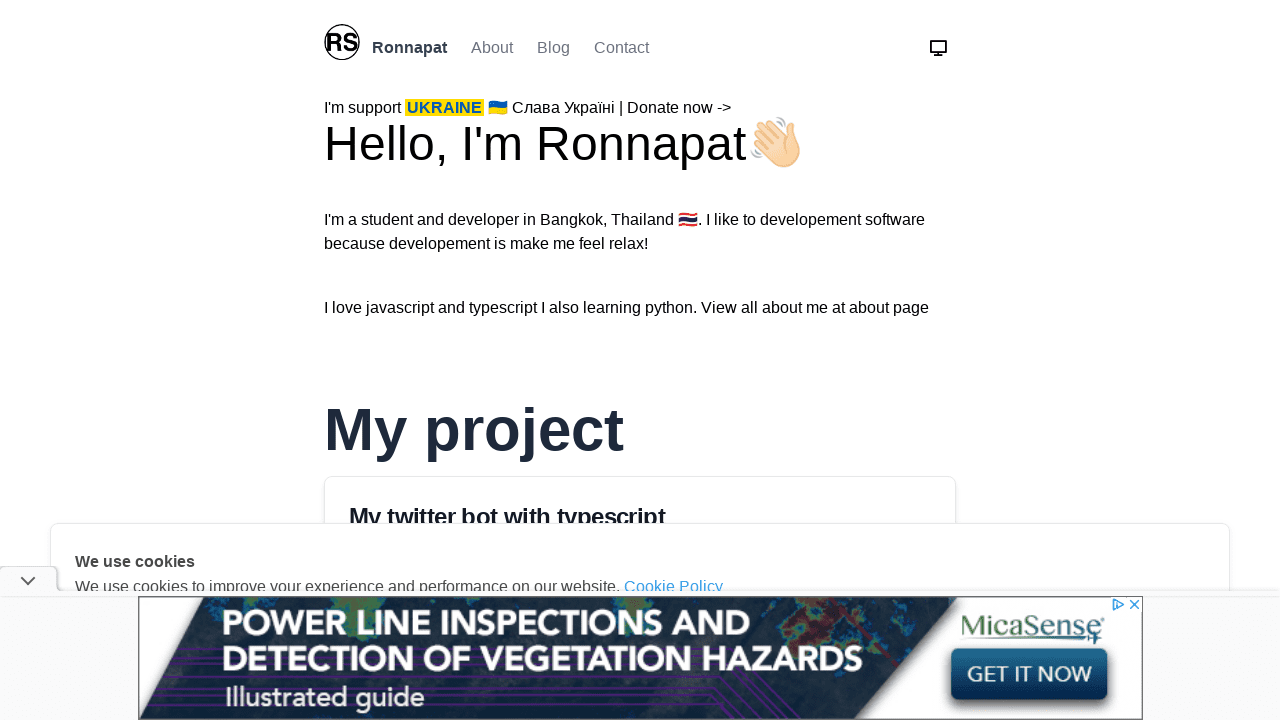 RS Ronnapat About Blog Contact
I'm support UKRAINE 🇺🇦 Слава Україні | Donate now ->
Hello, I'm Ronnapat👋🏻
I'm a student and developer in Bangkok, Thailand 🇹🇭. I like to developement software
because developement is make me feel relax!
I love javascript and typescript I also learning python. View all about me at about page
My project
My twitter bot with typescript
We use cookies
We use cookies to improve your experience and performance on our website. Cookie Policy
POWER LINE INSPECTIONS AND
DETECTION OF VEGETATION HAZARDS
Illustrated guide
MicaSense
GET IT NOW